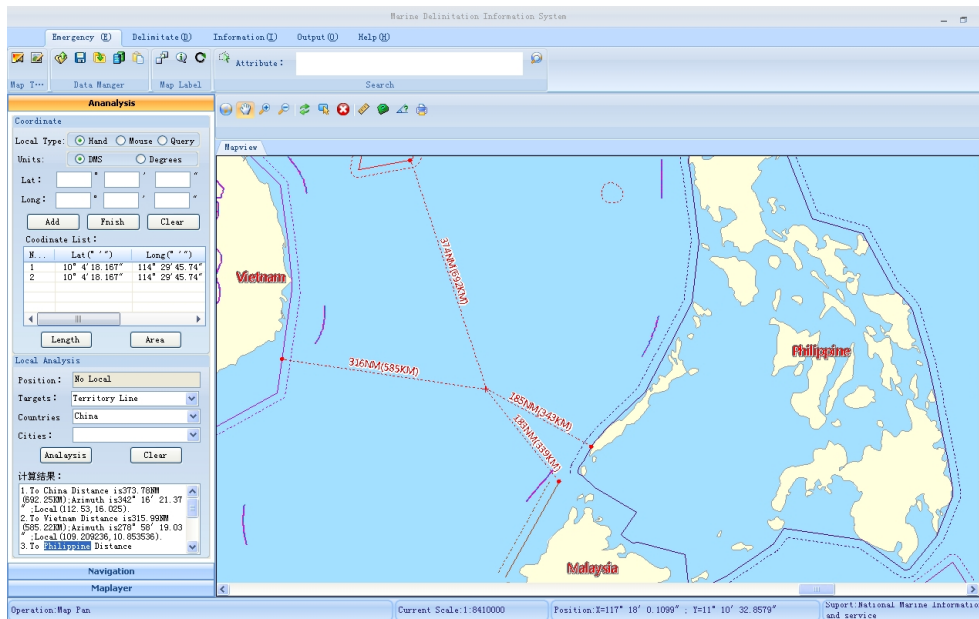 Marine Delinitation Information System
Emergency (E) Delimitate(D) Information(I) Output(O) Help(H)
Attribute:
Map T··· Data Manger Map Label Search
Ananalysis
Coordinate
Local Type: Hand Mouse Query
Units: DMS Degrees
Lat: ° ′ ″
Long: ° ′ ″
Add Fnish Clear
Coodinate List:
N... Lat(° ′ ″) Long(° ′ ″)
1 10° 4′ 18.167″ 114° 29′ 45.74″
2 10° 4′ 18.167″ 114° 29′ 45.74″
Length Area
Local Analysis
Position: No Local
Targets: Territory Line
Countries China
Cities:
Analaysis Clear
计算结果：
1.To China Distance is373.78NM
(692.25KM);Azimuth is342° 16′ 21.37
″ ;Local(112.53,16.025).
2.To Vietnam Distance is315.99NM
(585.22KM);Azimuth is278° 58′ 19.03
″ ;Local(109.209236,10.853536).
3.To Philippine Distance
Navigation
Maplayer
Mapview
374NM(692KM)
Vietnam
316NM(585KM)
185NM(343KM)
183NM(339KM)
Philippine
Malaysia
Operation:Map Pan
Current Scale:1:8410000
Position:X=117° 18′ 0.1099″ ; Y=11° 10′ 32.8579″
Suport:National Marine Information
and service